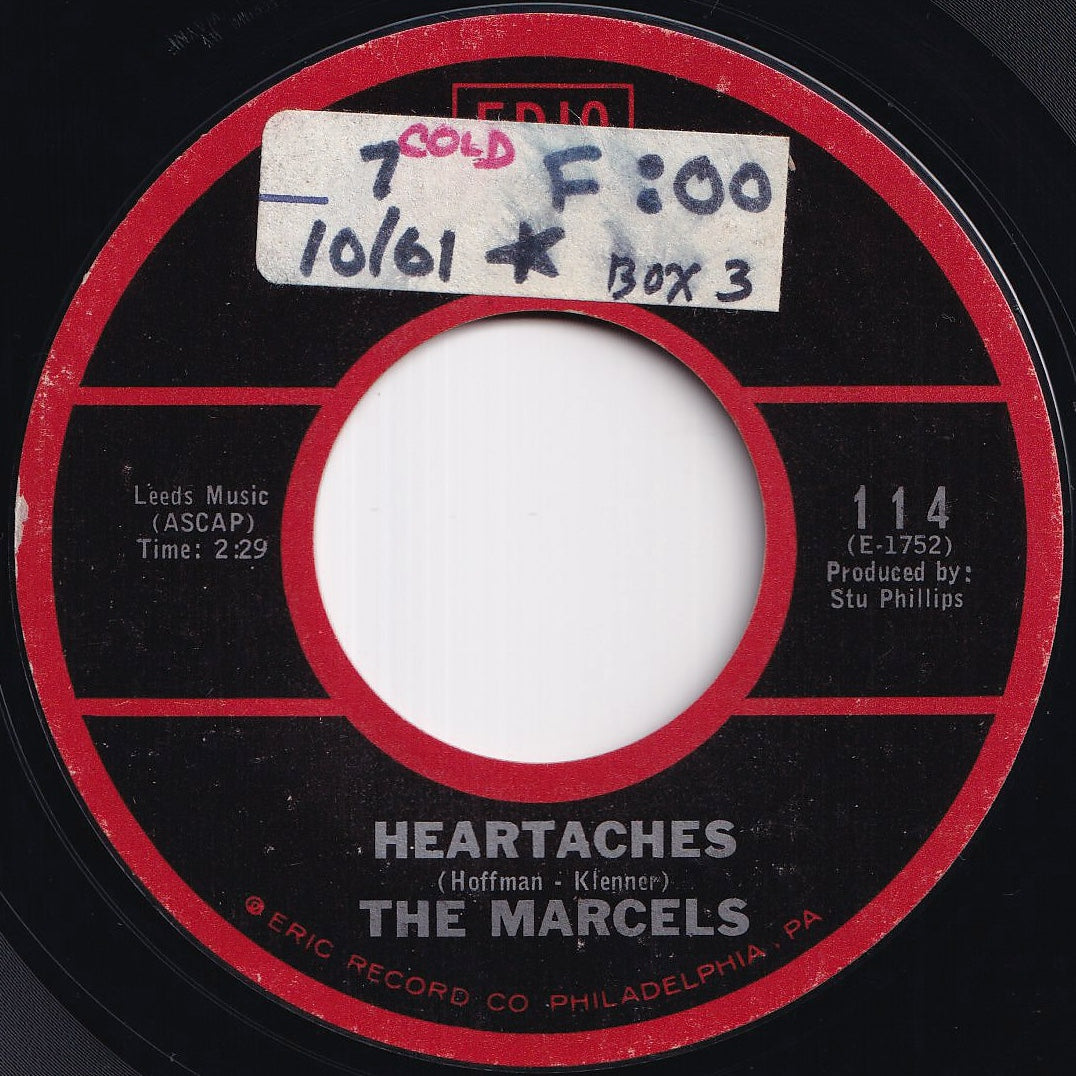 ERIC
7 COLD F :00
10/61 * BOX 3
Leeds Music
(ASCAP)
Time: 2:29
114
(E-1752)
Produced by:
Stu Phillips
HEARTACHES
(Hoffman - Klenner)
THE MARCELS
℗ ERIC RECORD CO PHILADELPHIA, PA